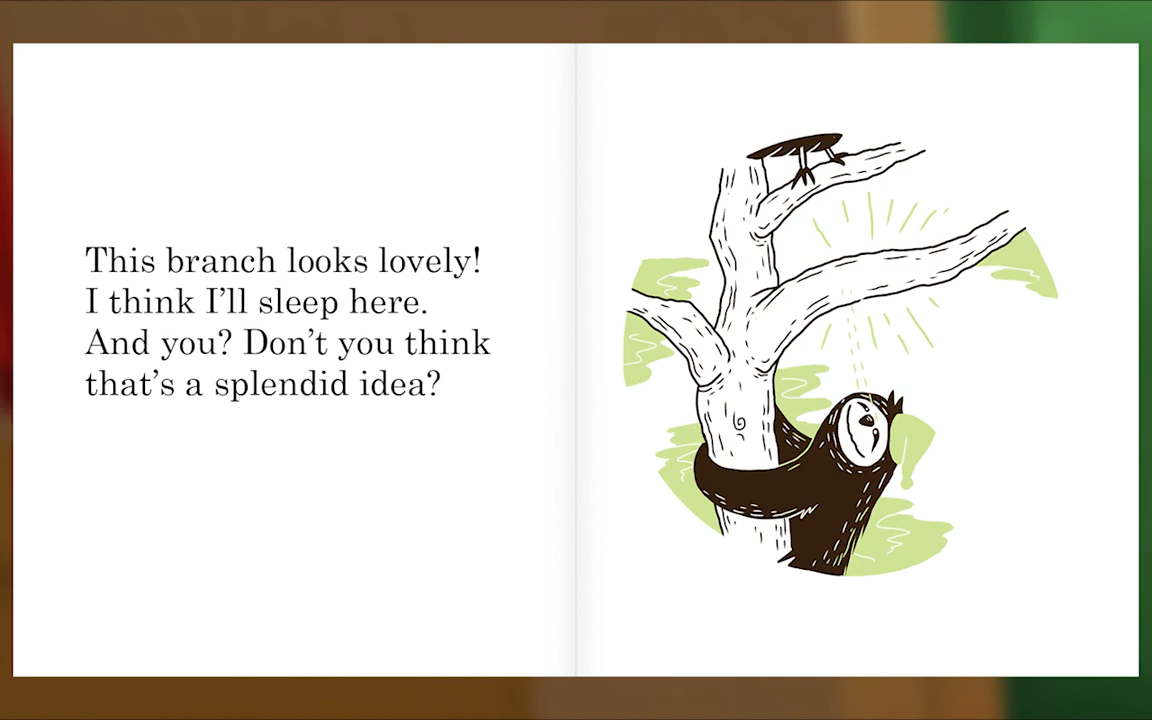 This branch looks lovely!
I think I'll sleep here.
And you? Don't you think
that's a splendid idea?